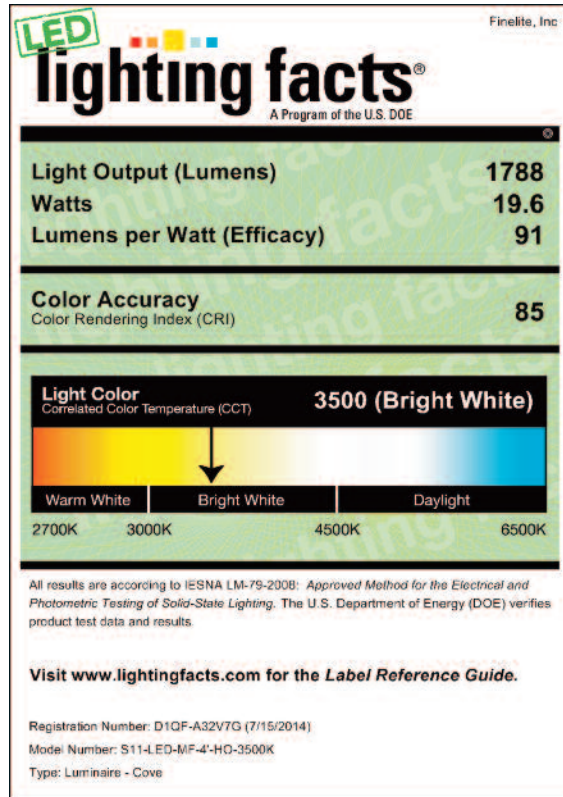 Finelite, Inc
LED
lighting facts®
A Program of the U.S. DOE
Light Output (Lumens) 1788
Watts 19.6
Lumens per Watt (Efficacy) 91
Color Accuracy
Color Rendering Index (CRI) 85
Light Color
Correlated Color Temperature (CCT) 3500 (Bright White)
Warm White Bright White Daylight
2700K 3000K 4500K 6500K
All results are according to IESNA LM-79-2008: Approved Method for the Electrical and
Photometric Testing of Solid-State Lighting. The U.S. Department of Energy (DOE) verifies
product test data and results.
Visit www.lightingfacts.com for the Label Reference Guide.
Registration Number: D1QF-A32V7G (7/15/2014)
Model Number: S11-LED-MF-4'-HO-3500K
Type: Luminaire - Cove